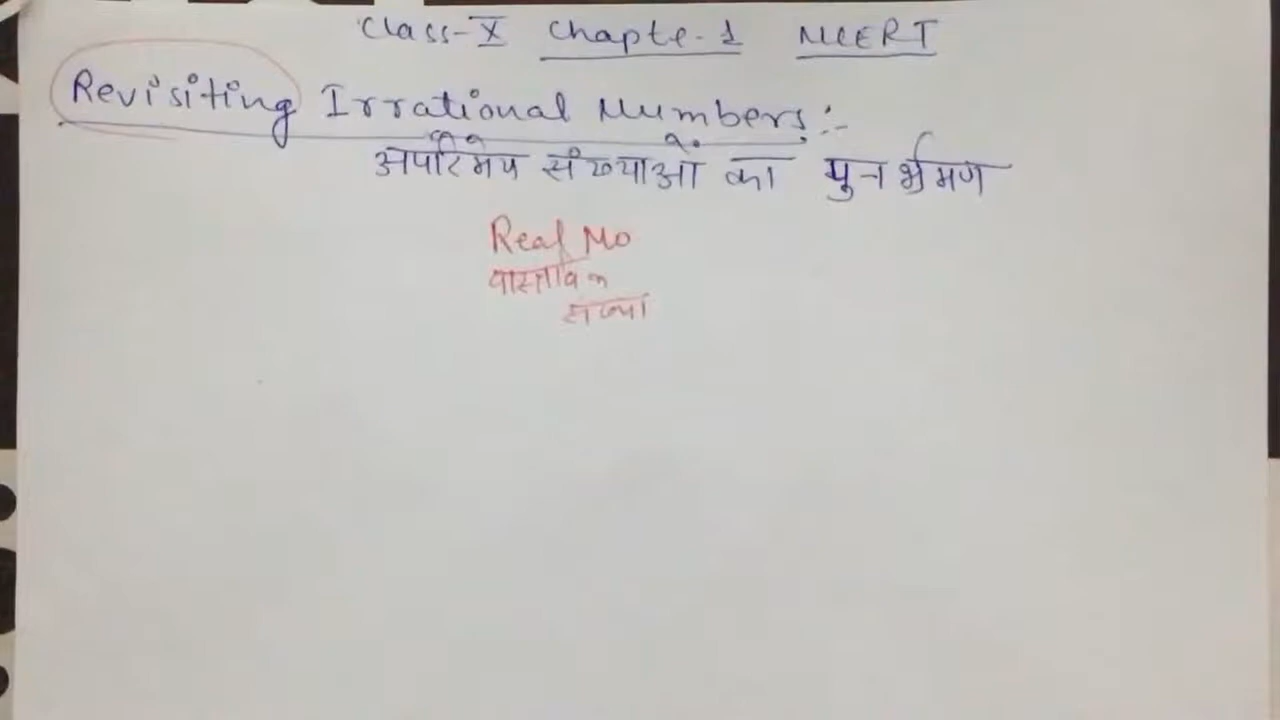 Class-X Chapte-1 NCERT
Revisiting Irrational Numbers:-
अपरिमेय संख्याओं का पुनर्भ्रमण
Real No
वास्तविक
संख्या